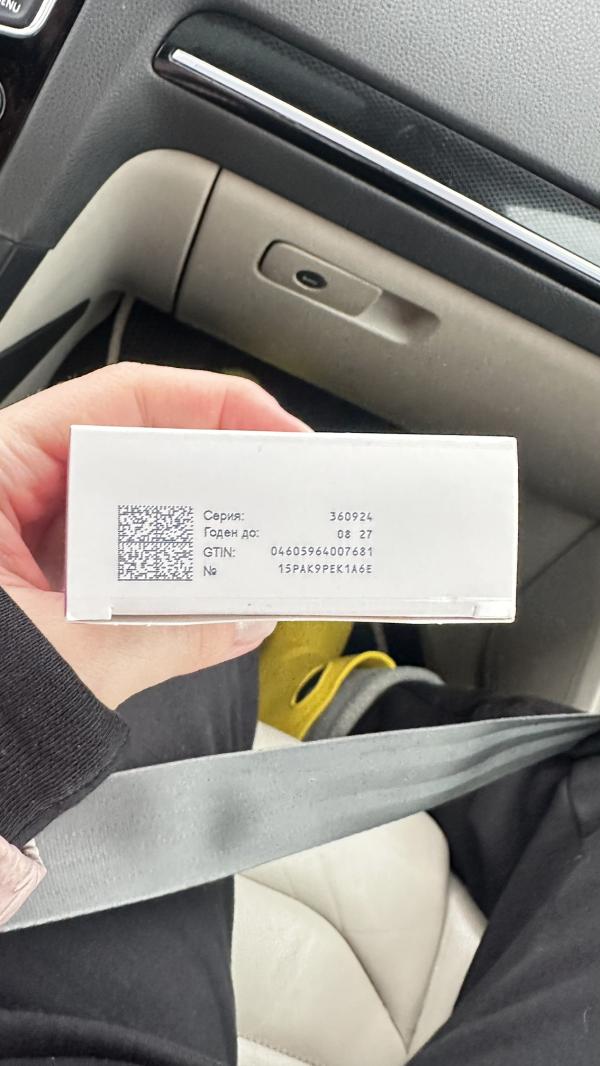 Серия: 360924
Годен до: 08 27
GTIN: 04605964007681
№ 15PAK9PEK1A6E